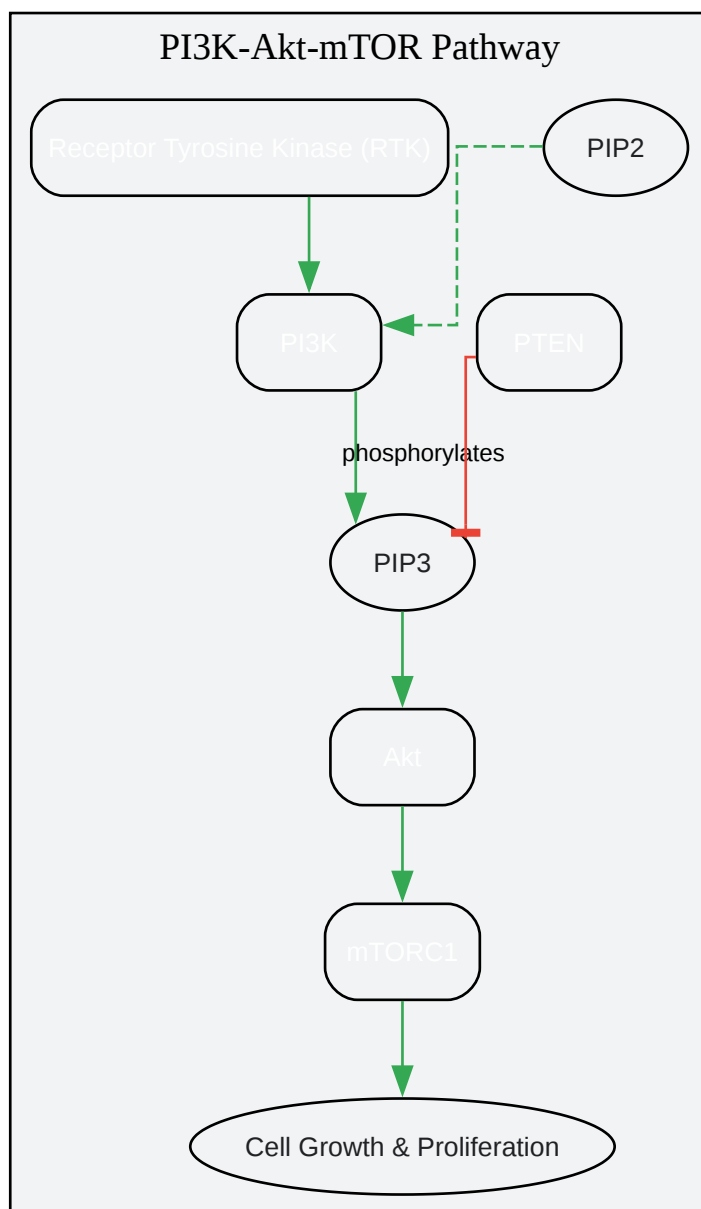 PI3K-Akt-mTOR Pathway
Receptor Tyrosine Kinase (RTK)
PIP2
PI3K
PTEN
phosphorylates
PIP3
Akt
mTORC1
Cell Growth & Proliferation